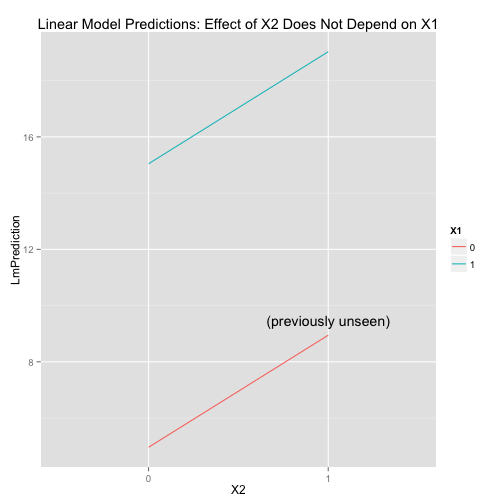 Linear Model Predictions: Effect of X2 Does Not Depend on X1
16
12
8
LmPrediction
(previously unseen)
0
1
X2
X1
0
1